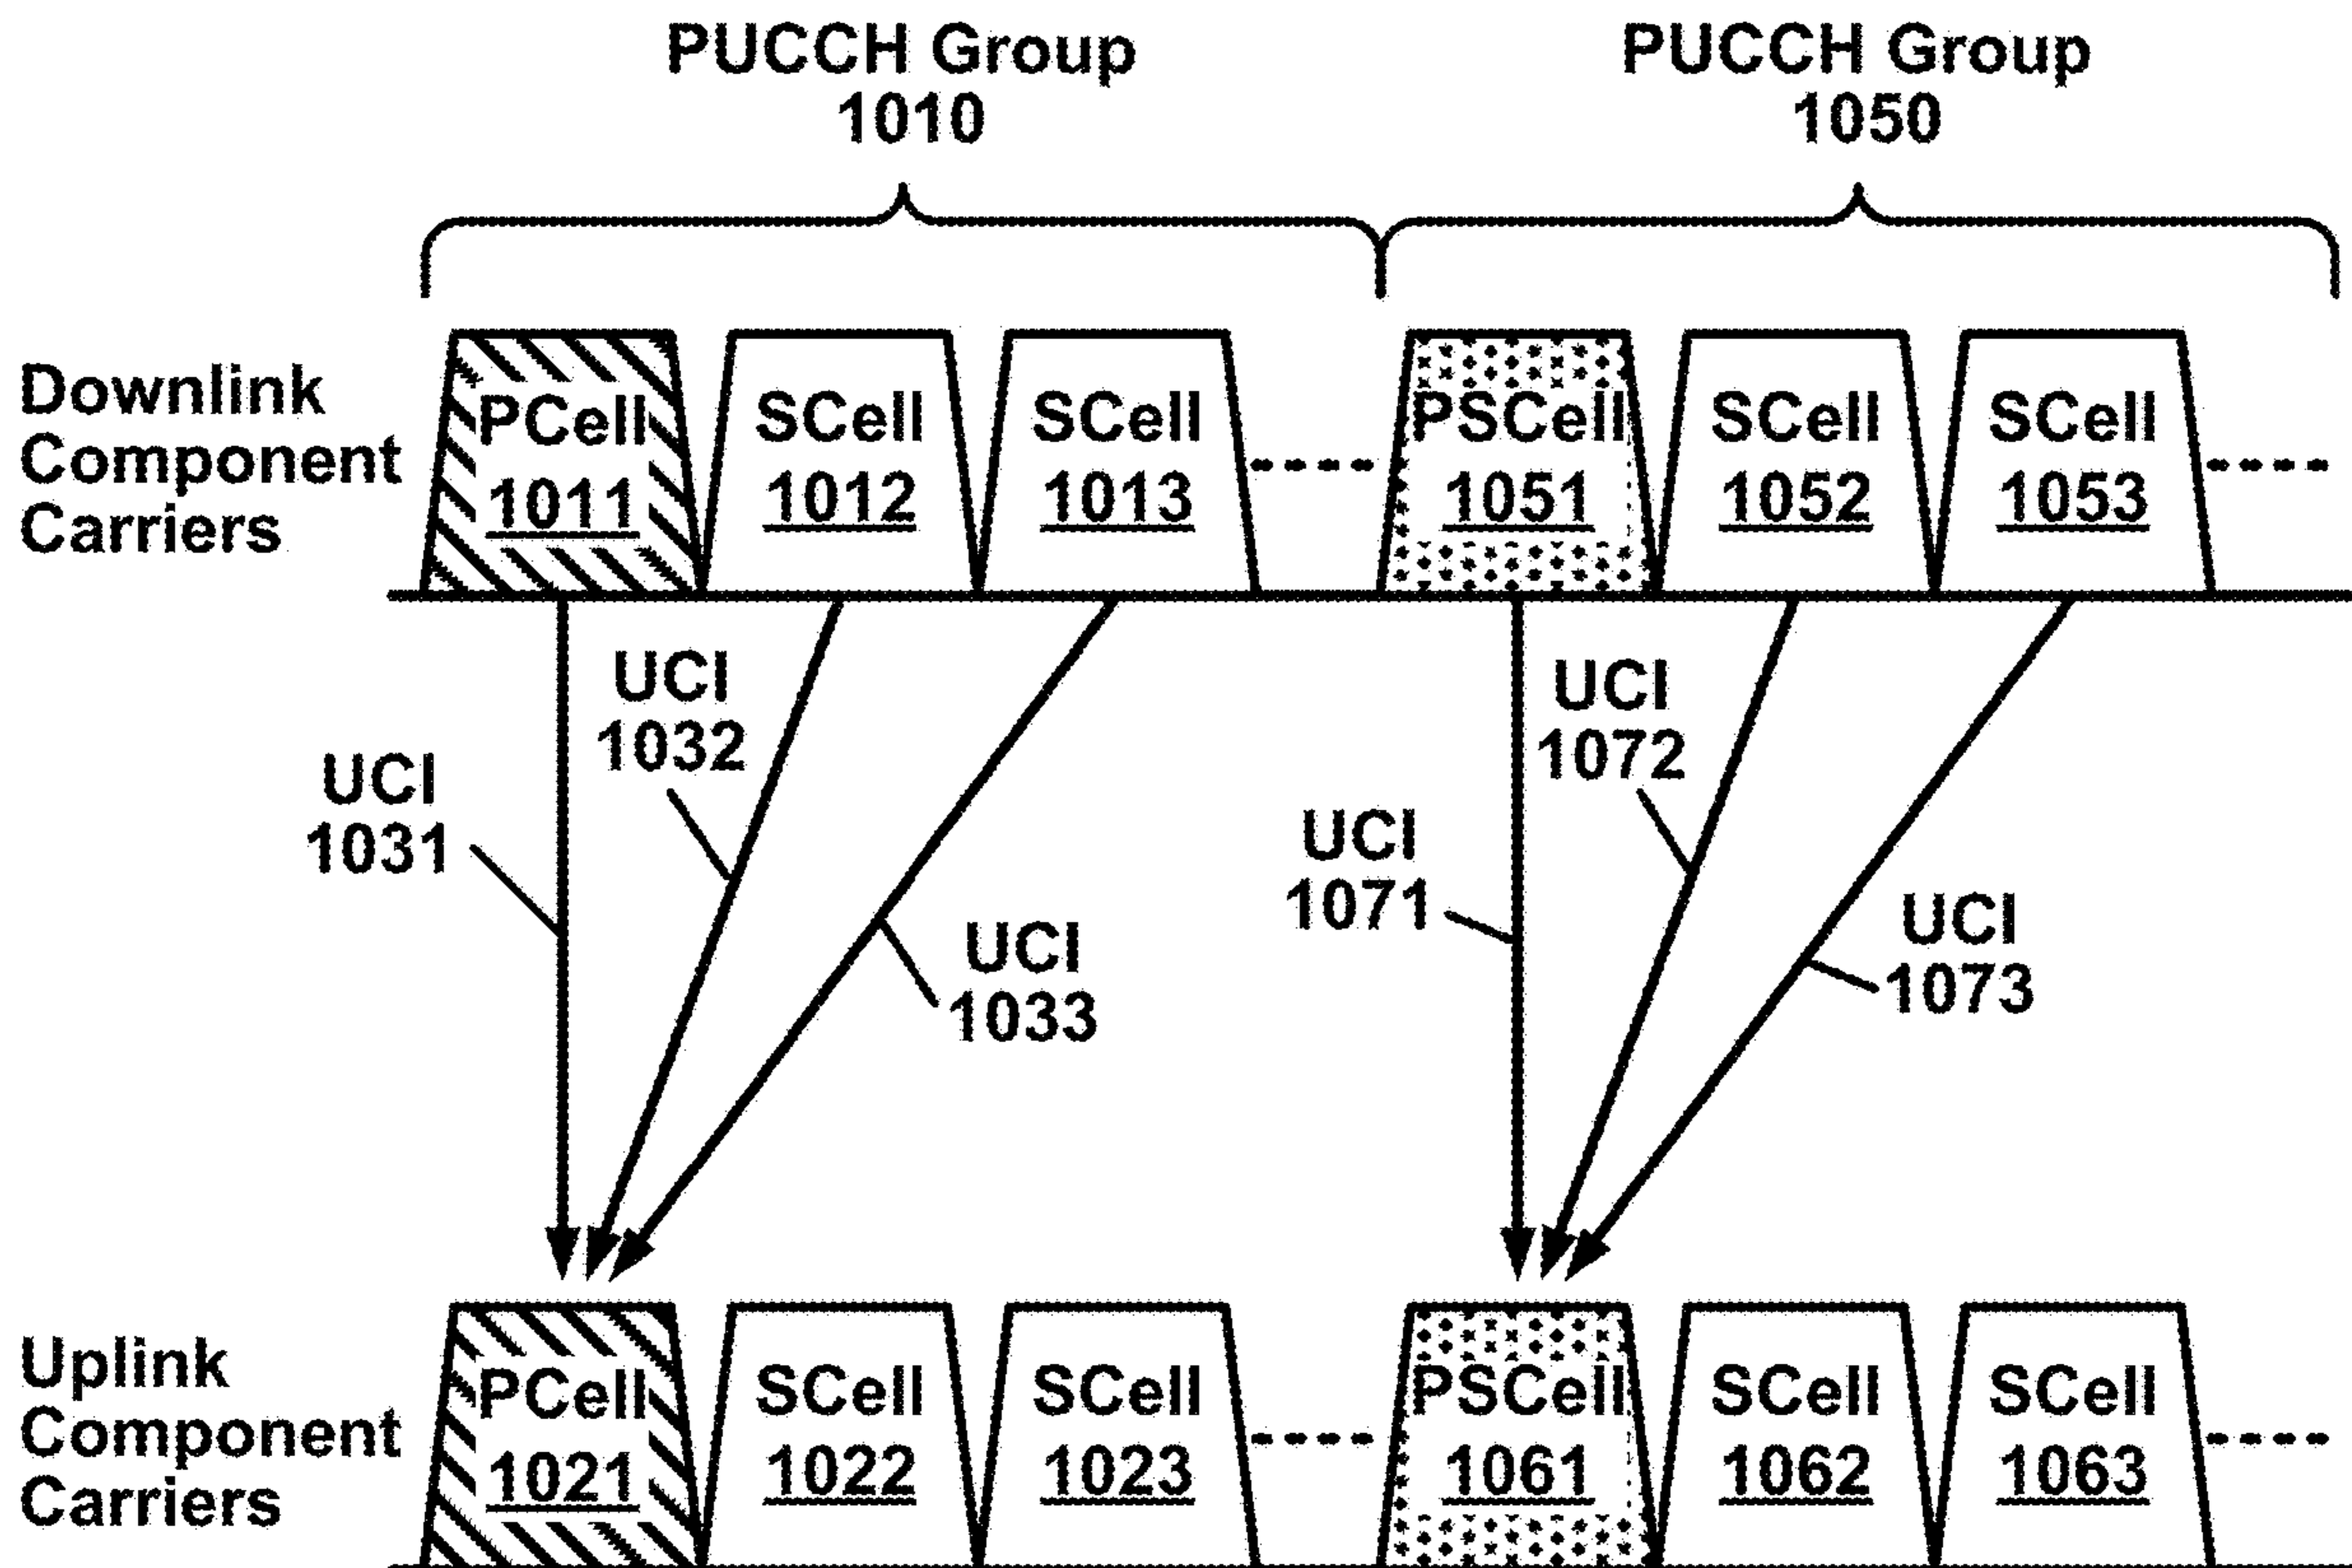 PUCCH Group
1010
PUCCH Group
1050
Downlink
Component
Carriers
PCell
1011
SCell
1012
SCell
1013
PSCell
1051
SCell
1052
SCell
1053
UCI
1031
UCI
1032
UCI
1033
UCI
1071
UCI
1072
UCI
1073
Uplink
Component
Carriers
PCell
1021
SCell
1022
SCell
1023
PSCell
1061
SCell
1062
SCell
1063